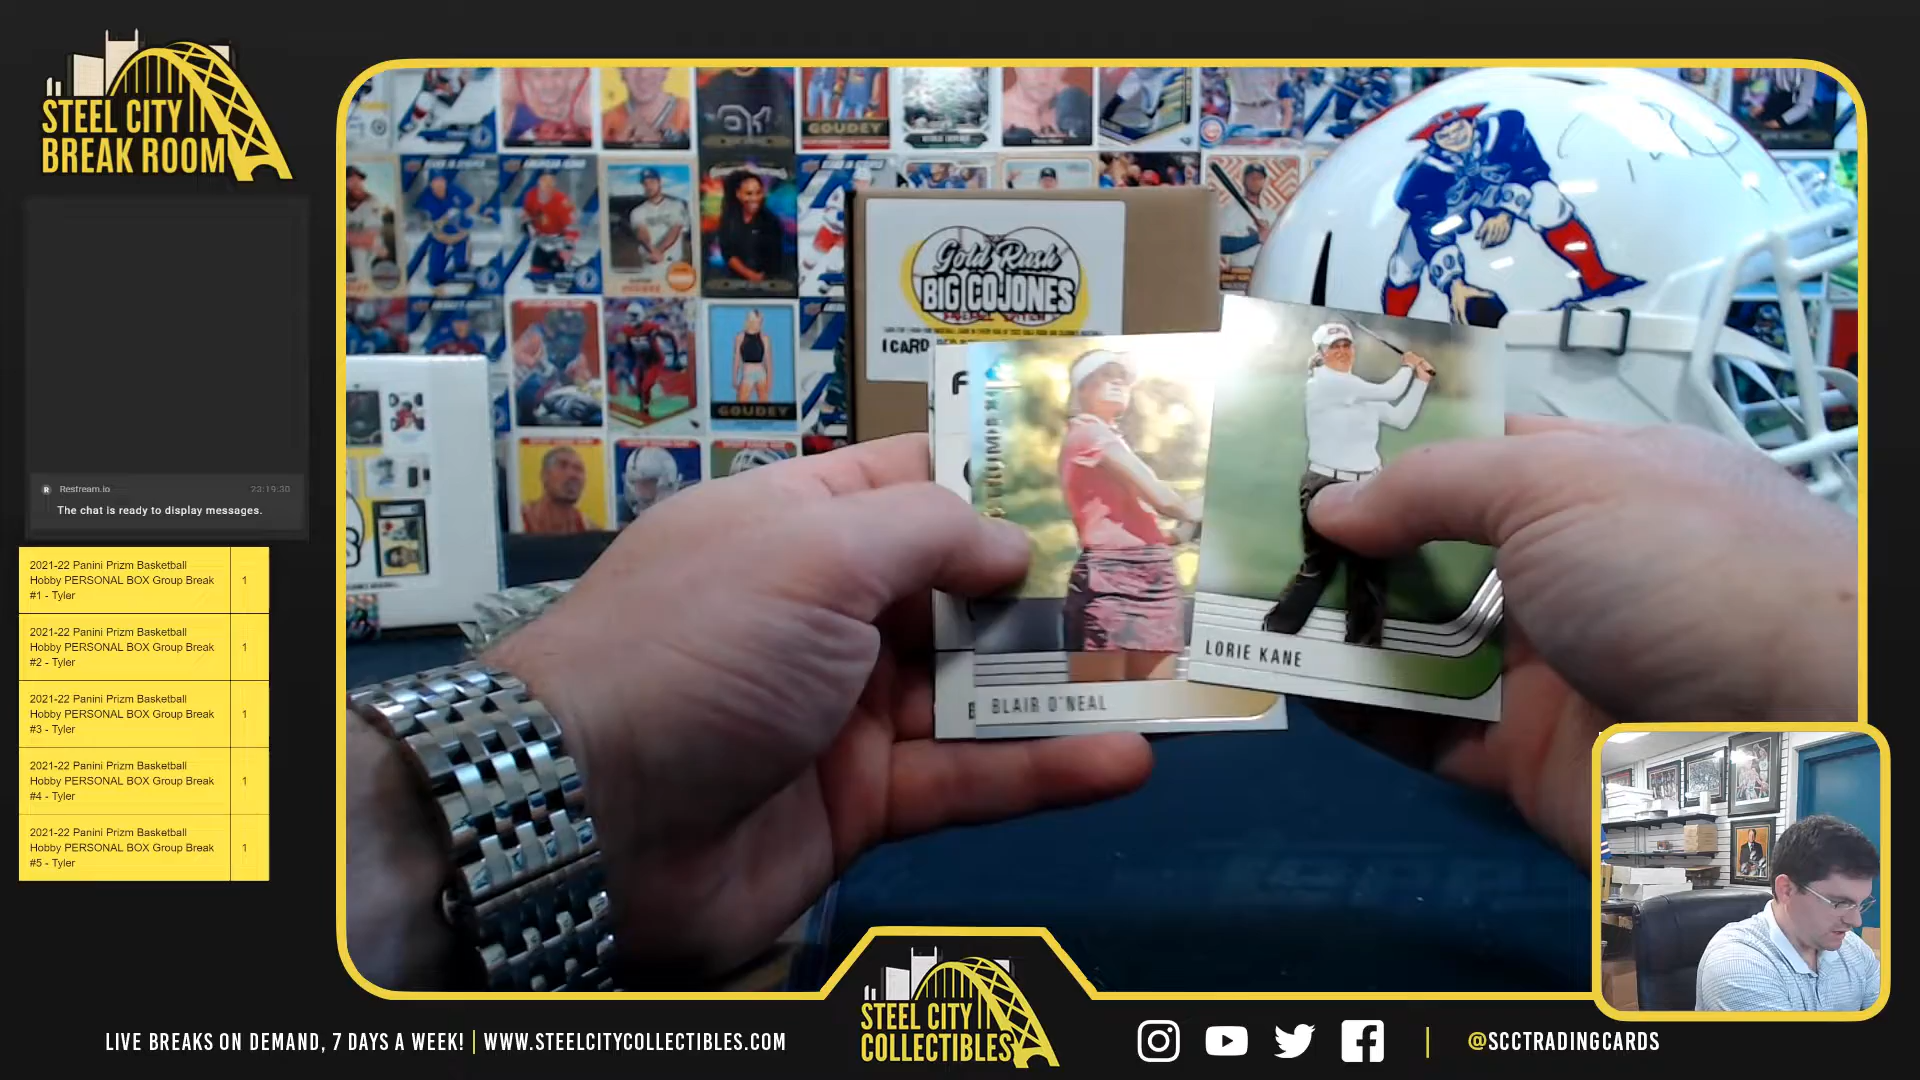 STEEL CITY
BREAK ROOM
Restream.io
22:19:30
The chat is ready to display messages.
2021-22 Panini Prizm Basketball
Hobby PERSONAL BOX Group Break
#1 - Tyler
1
2021-22 Panini Prizm Basketball
Hobby PERSONAL BOX Group Break
#2 - Tyler
1
2021-22 Panini Prizm Basketball
Hobby PERSONAL BOX Group Break
#3 - Tyler
1
2021-22 Panini Prizm Basketball
Hobby PERSONAL BOX Group Break
#4 - Tyler
1
2021-22 Panini Prizm Basketball
Hobby PERSONAL BOX Group Break
#5 - Tyler
1
GOUDEY
Gold Rush
BIG COJONES
1 CARD
GOUDEY
BLAIR O'NEAL
LORIE KANE
LIVE BREAKS ON DEMAND, 7 DAYS A WEEK! | WWW.STEELCITYCOLLECTIBLES.COM
STEEL CITY
COLLECTIBLES
@SCCTRADINGCARDS